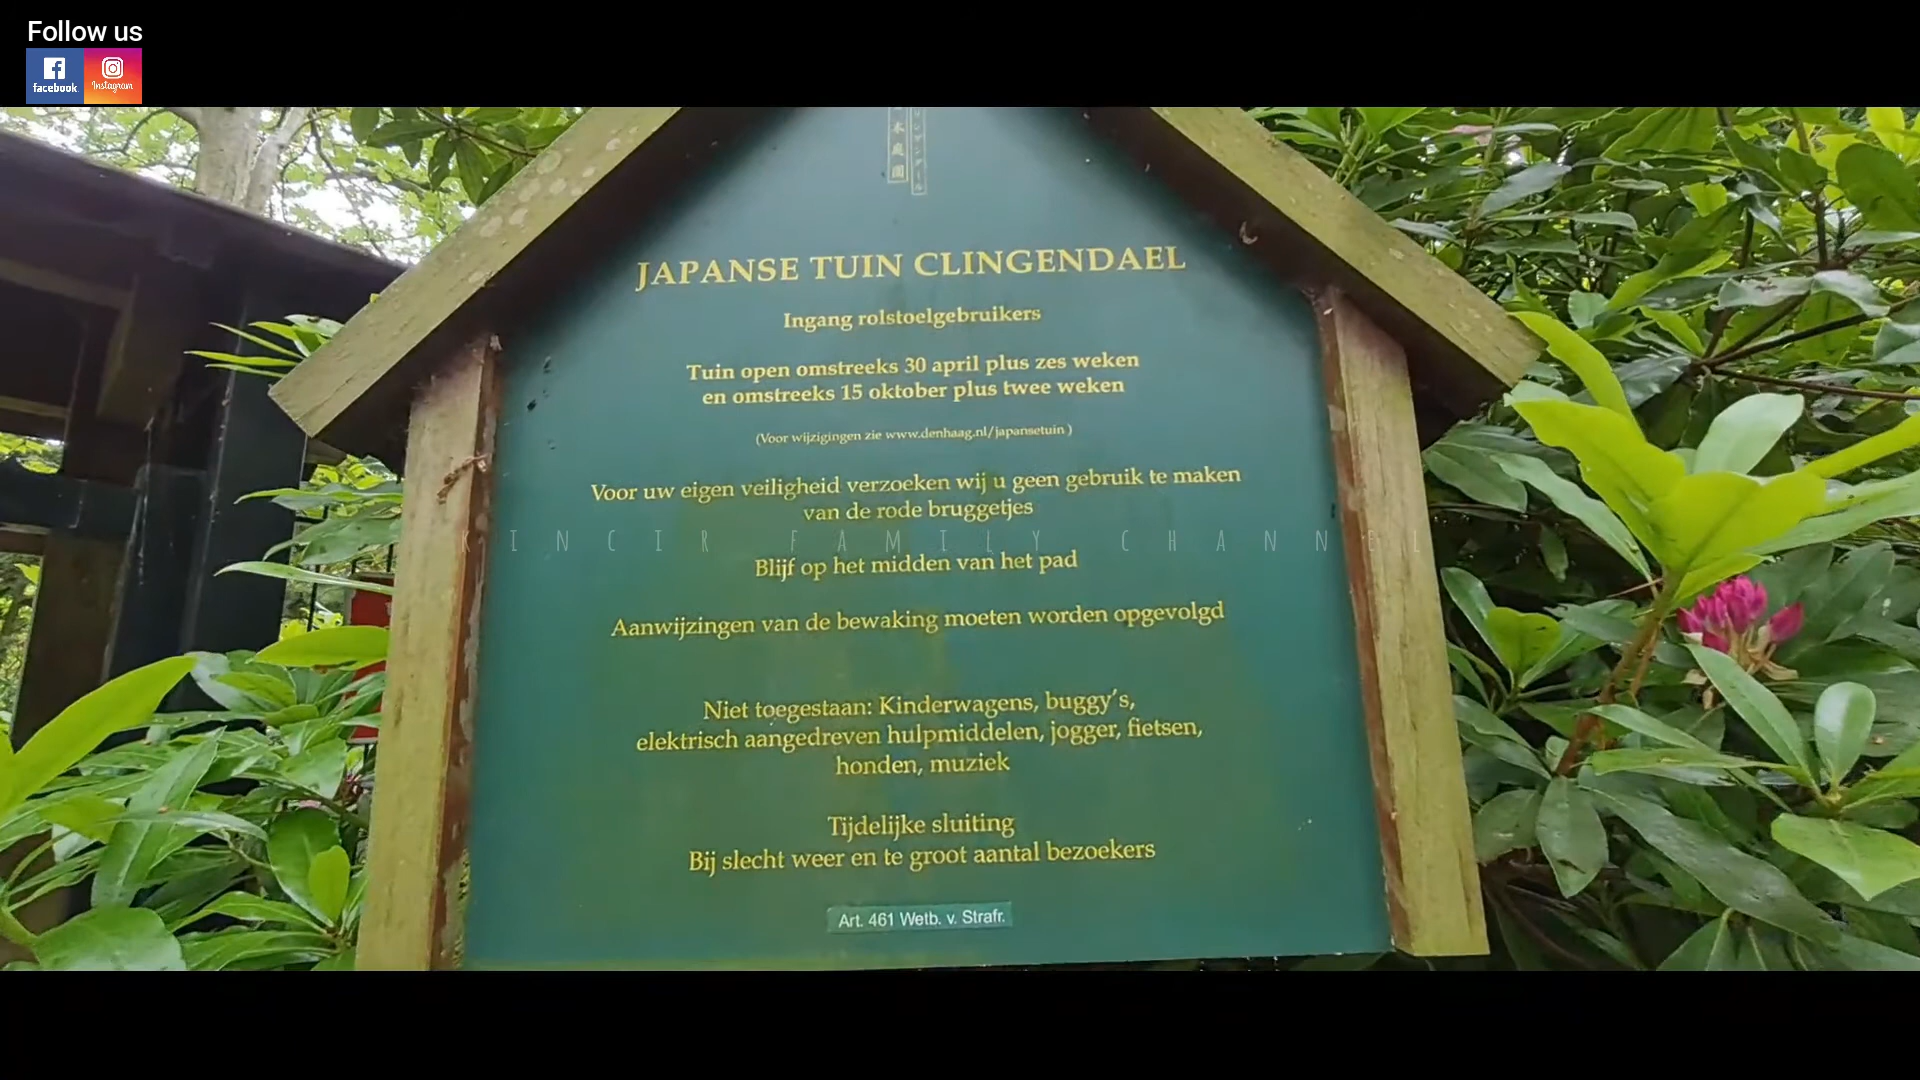 Follow us
facebook
Instagram
本庭園
JAPANSE TUIN CLINGENDAEL
Ingang rolstoelgebruikers
Tuin open omstreeks 30 april plus zes weken
en omstreeks 15 oktober plus twee weken
(Voor wijzigingen zie www.denhaag.nl/japansetuin)
Voor uw eigen veiligheid verzoeken wij u geen gebruik te maken
van de rode bruggetjes
KINCIR FAMILY CHANNEL
Blijf op het midden van het pad
Aanwijzingen van de bewaking moeten worden opgevolgd
Niet toegestaan: Kinderwagens, buggy's,
elektrisch aangedreven hulpmiddelen, jogger, fietsen,
honden, muziek
Tijdelijke sluiting
Bij slecht weer en te groot aantal bezoekers
Art. 461 Wetb. v. Strafr.